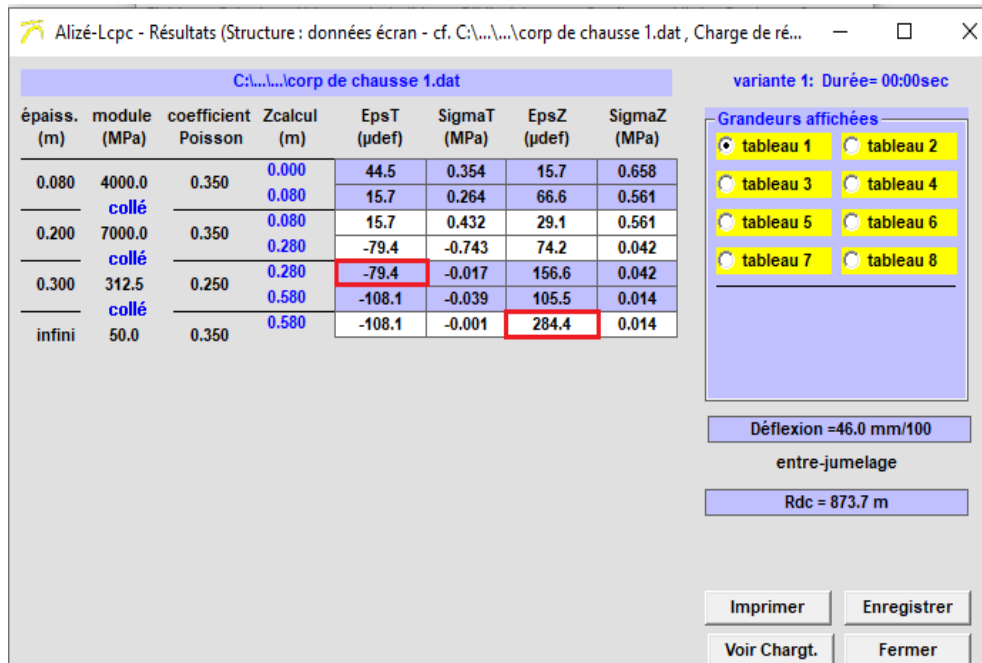 Alizé-Lcpc - Résultats (Structure : données écran - cf. C:\...\...\corp de chausse 1.dat , Charge de ré...
C:\...\...\corp de chausse 1.dat
variante 1: Durée= 00:00sec
épaiss. module coefficient Zcalcul EpsT SigmaT EpsZ SigmaZ
(m) (MPa) Poisson (m) (µdef) (MPa) (µdef) (MPa)
0.000 44.5 0.354 15.7 0.658
0.080 4000.0 0.350
0.080 15.7 0.264 66.6 0.561
collé
0.080 15.7 0.432 29.1 0.561
0.200 7000.0 0.350
0.280 -79.4 -0.743 74.2 0.042
collé
0.280 -79.4 -0.017 156.6 0.042
0.300 312.5 0.250
0.580 -108.1 -0.039 105.5 0.014
collé
0.580 -108.1 -0.001 284.4 0.014
infini 50.0 0.350
Grandeurs affichées
tableau 1 tableau 2
tableau 3 tableau 4
tableau 5 tableau 6
tableau 7 tableau 8
Déflexion =46.0 mm/100
entre-jumelage
Rdc = 873.7 m
Imprimer Enregistrer
Voir Chargt. Fermer